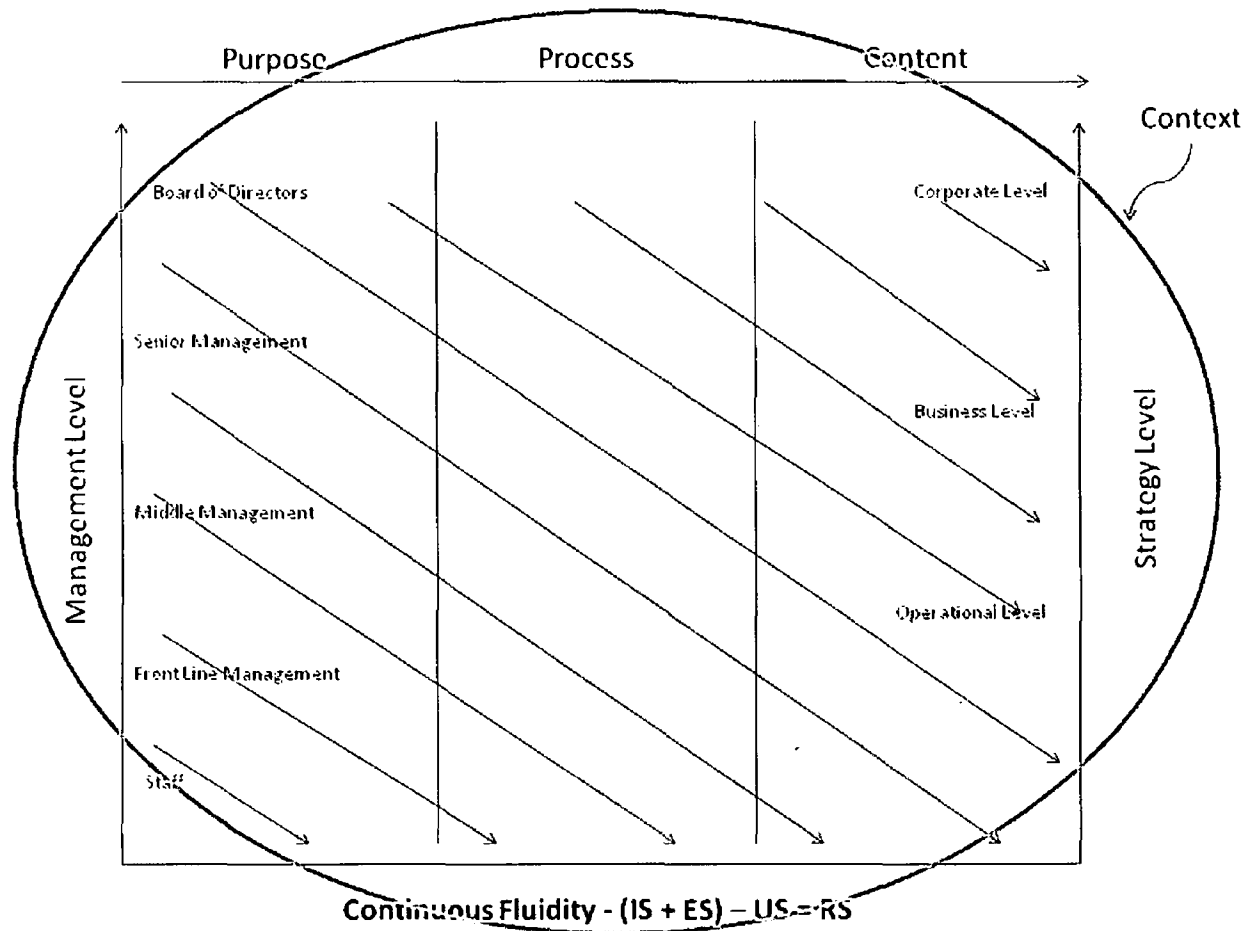 Purpose Process Content
Context
Board of Directors
Corporate Level
Senior Management
Business Level
Management Level
Strategy Level
Middle Management
Operational Level
Front Line Management
Staff
Continuous Fluidity - (IS + ES) – US = RS